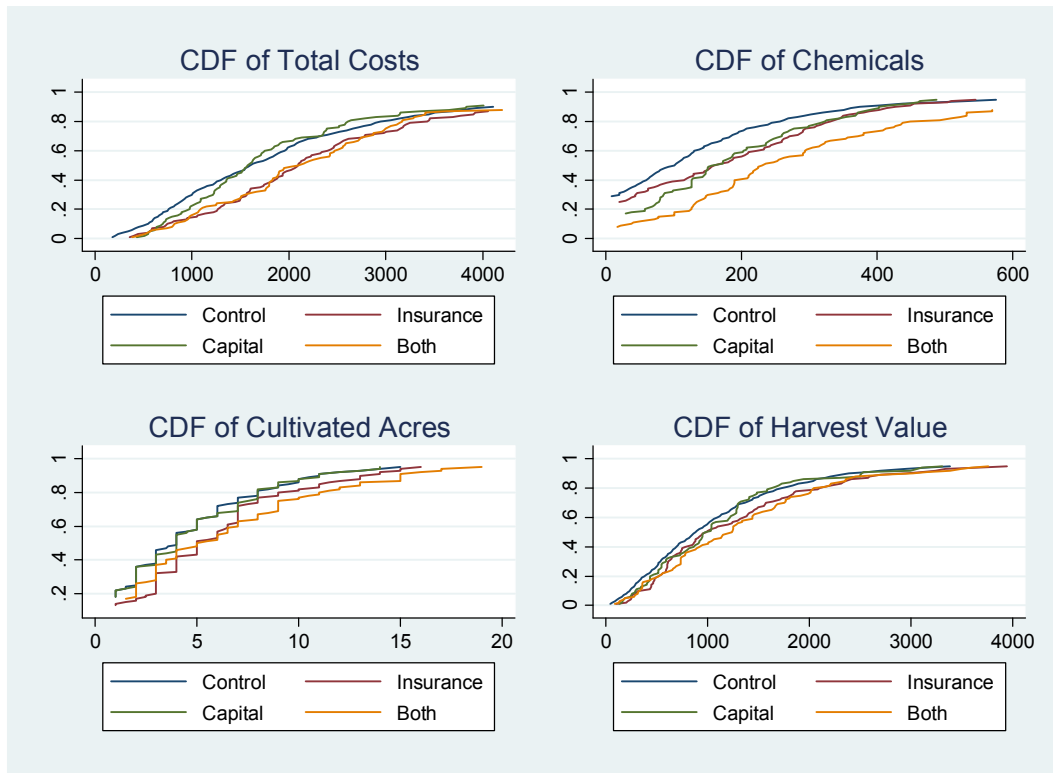 CDF of Total Costs
1
.8
.6
.4
.2
0
0 1000 2000 3000 4000
Control Insurance
Capital Both
CDF of Chemicals
1
.8
.6
.4
.2
0
0 200 400 600
Control Insurance
Capital Both
CDF of Cultivated Acres
1
.8
.6
.4
.2
0 5 10 15 20
Control Insurance
Capital Both
CDF of Harvest Value
1
.8
.6
.4
.2
0
0 1000 2000 3000 4000
Control Insurance
Capital Both